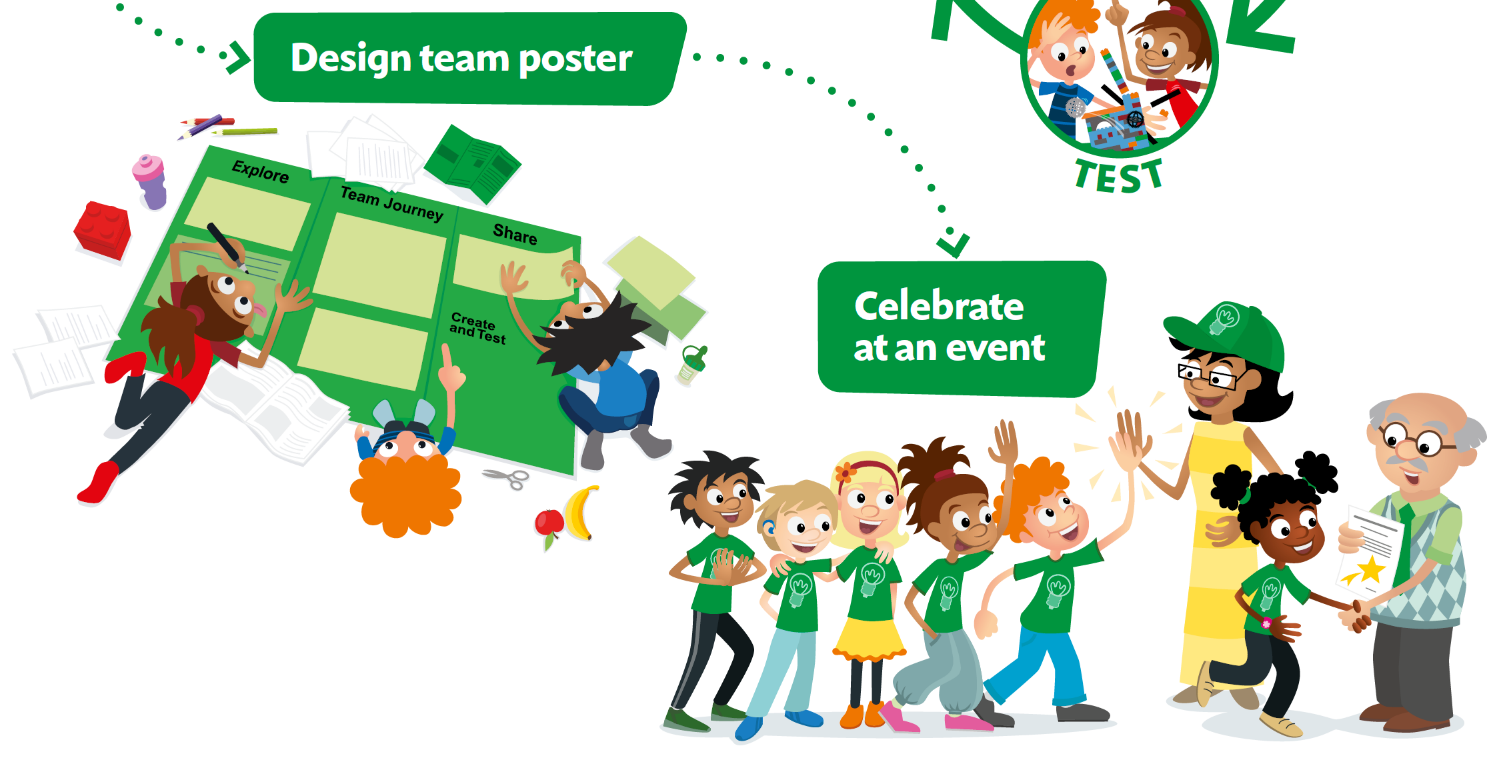 Design team poster
TEST
Explore
Team Journey
Share
Create
and Test
Celebrate
at an event